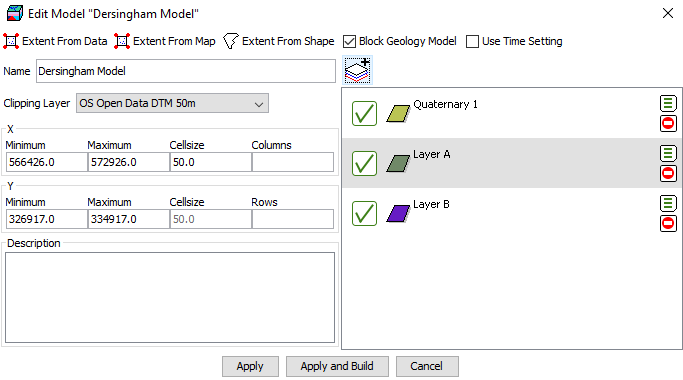 Edit Model "Dersingham Model"
Extent From Data Extent From Map Extent From Shape Block Geology Model Use Time Setting
Name Dersingham Model
Clipping Layer OS Open Data DTM 50m
X
Minimum Maximum Cellsize Columns
566426.0 572926.0 50.0
Y
Minimum Maximum Cellsize Rows
326917.0 334917.0 50.0
Description
Quaternary 1
Layer A
Layer B
Apply Apply and Build Cancel